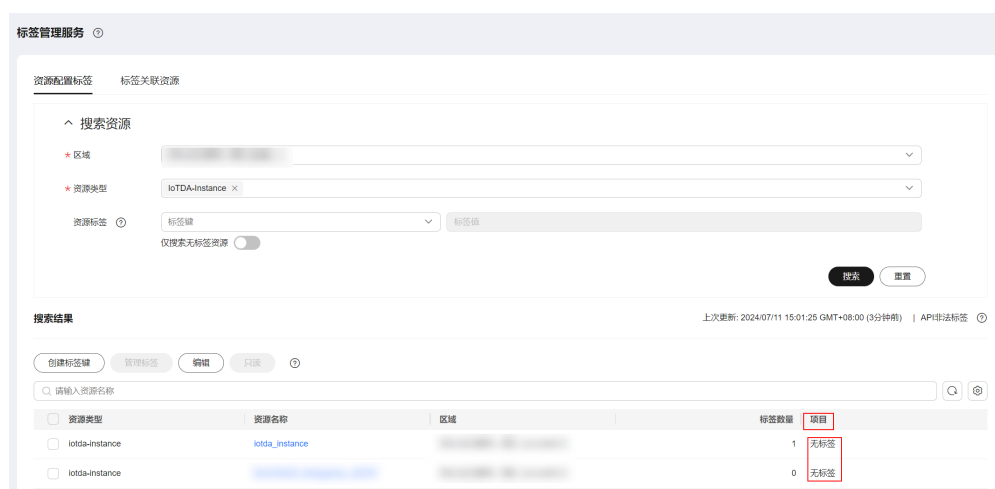 标签管理服务 ?
资源配置标签 标签关联资源
搜索资源
* 区域
* 资源类型 IoTDA-Instance ×
资源标签 ? 标签键 标签值
仅搜索无标签资源
搜索 重置
搜索结果 上次更新: 2024/07/11 15:01:25 GMT+08:00 (3分钟前) | API非法标签 ?
创建标签键 管理标签 编辑 只读 ?
请输入资源名称
资源类型 资源名称 区域 标签数量 项目
iotda-instance iotda_instance 1 无标签
iotda-instance 0 无标签